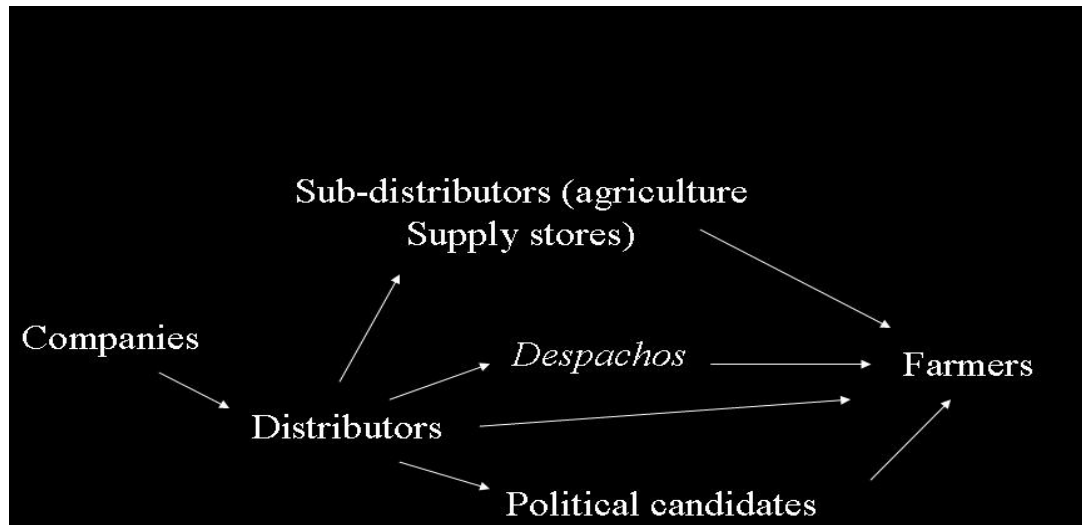 Sub-distributors (agriculture
Supply stores)
Companies
Despachos
Farmers
Distributors
Political candidates